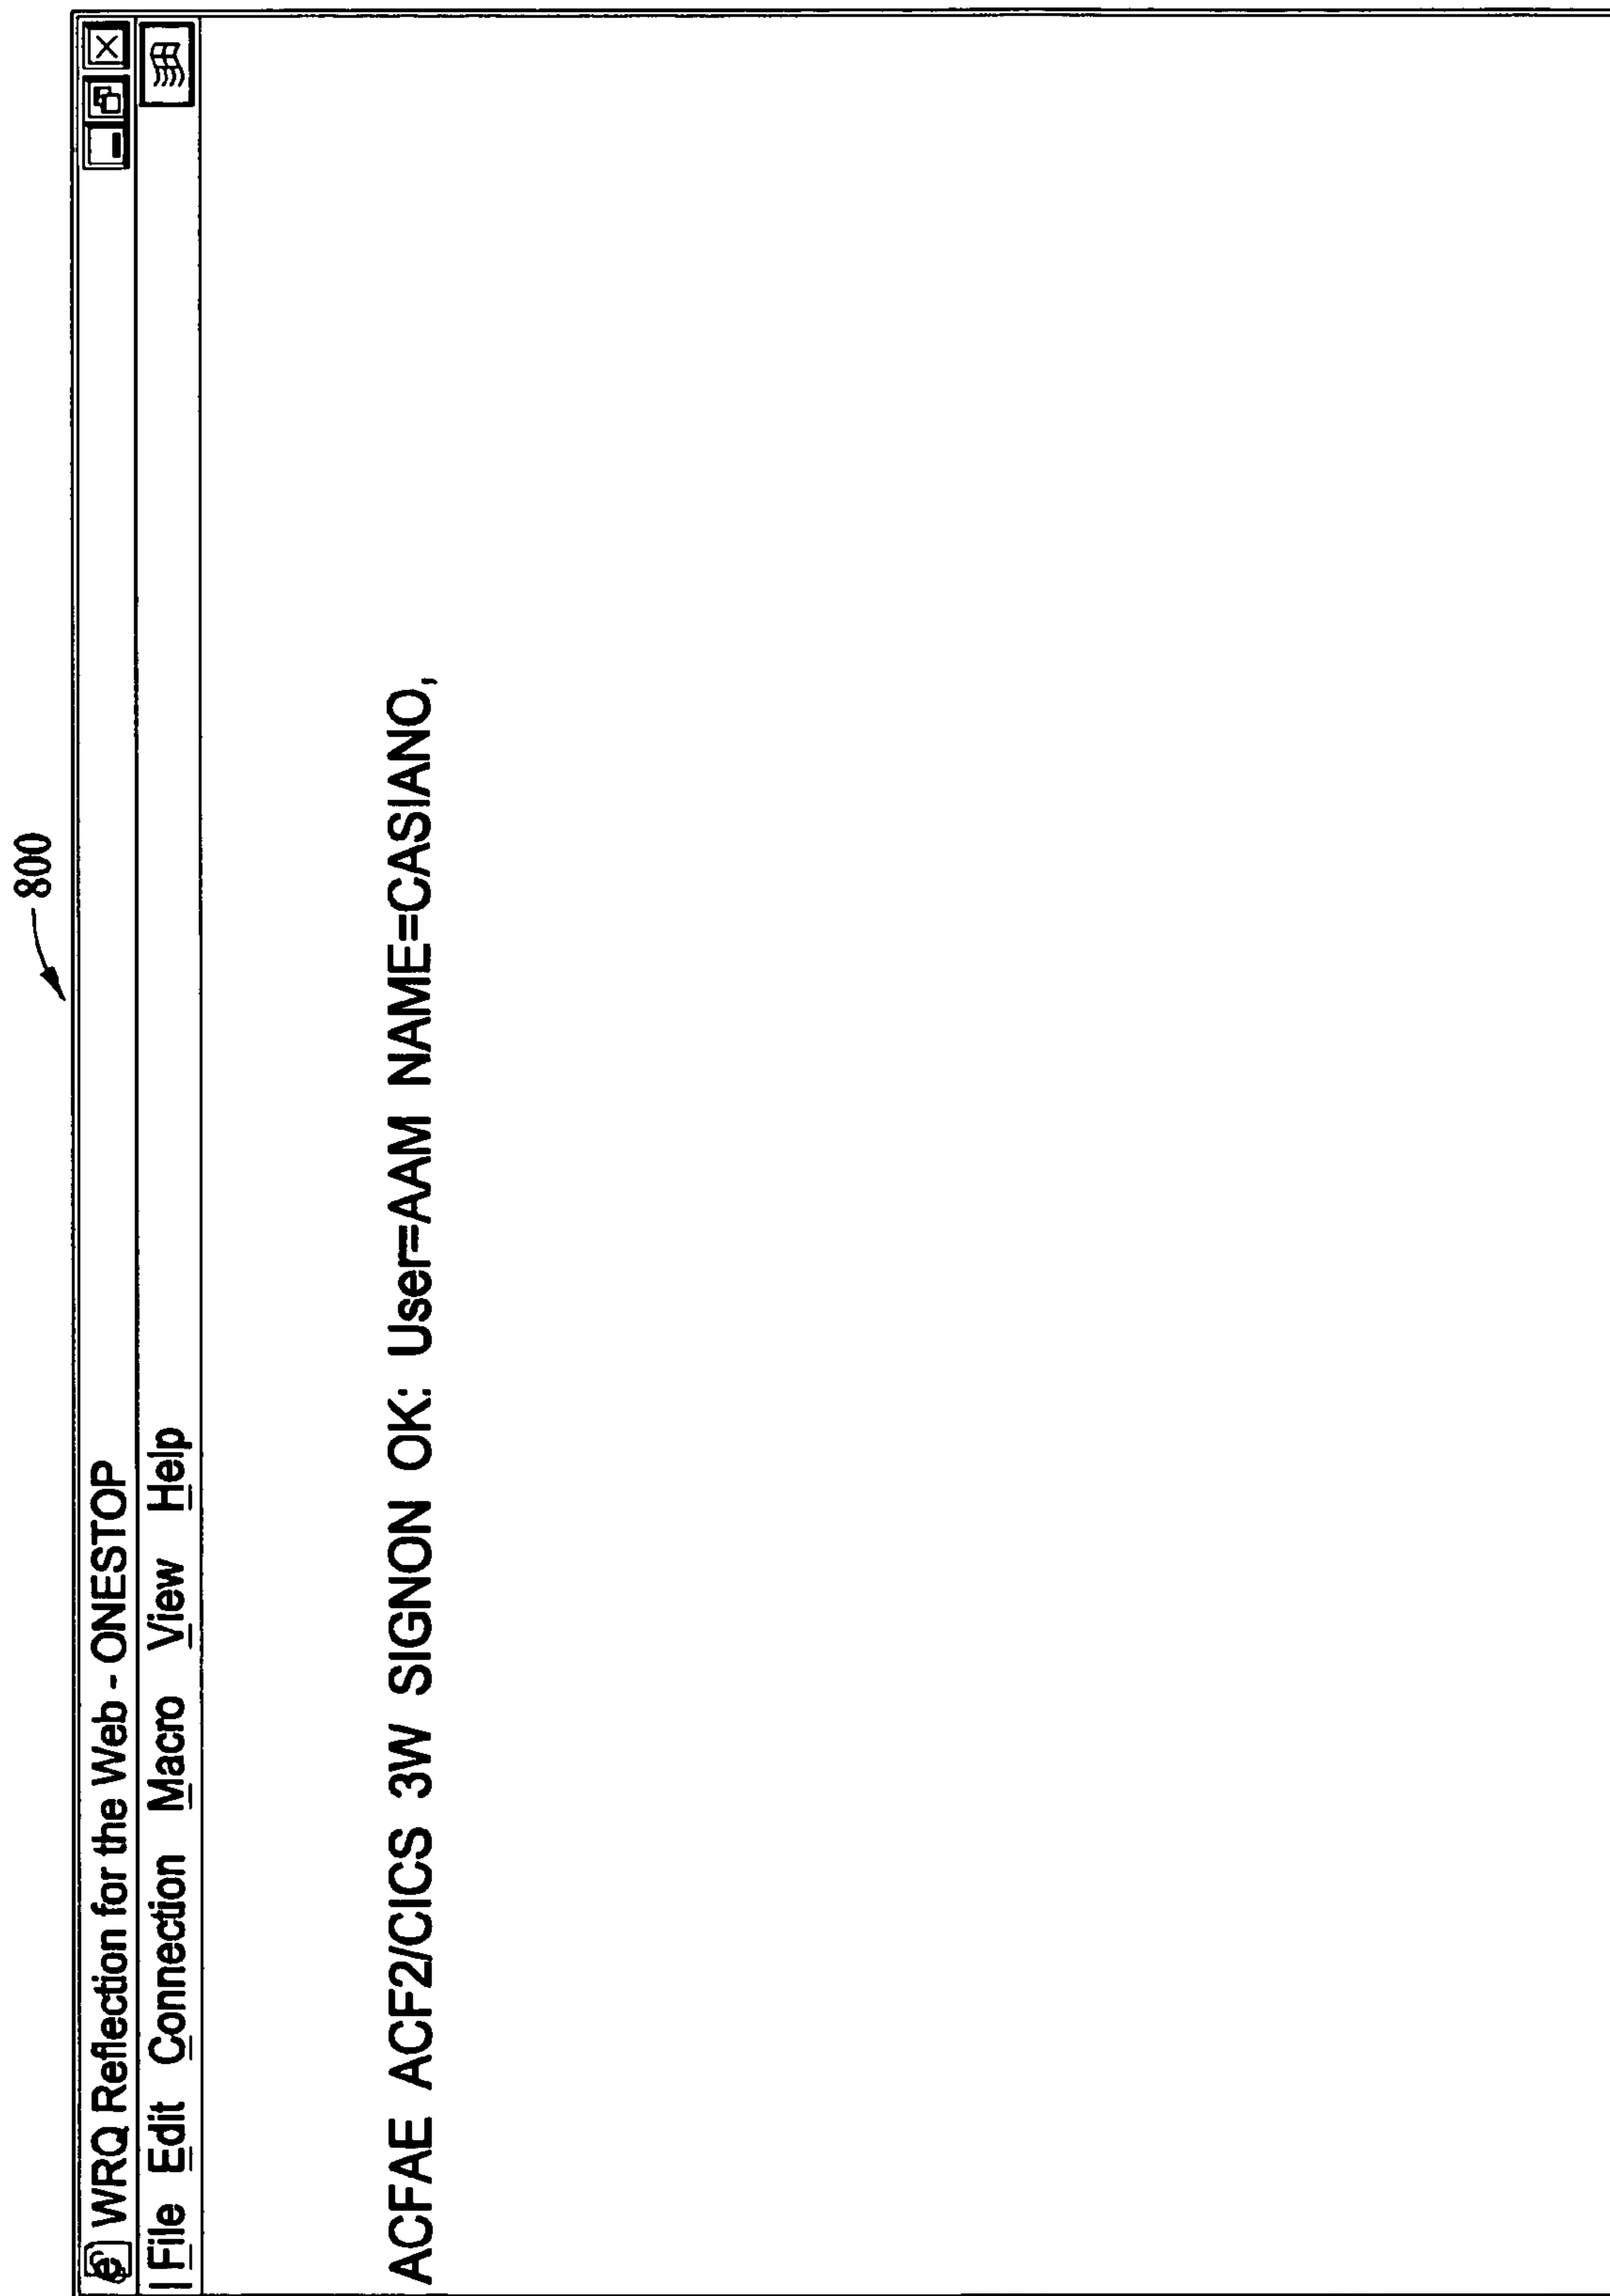 800
WRQ Reflection for the Web - ONESTOP
File Edit Connection Macro View Help
ACFAE ACF2/CICS 3W SIGNON OK: User=AAM NAME=CASIANO,